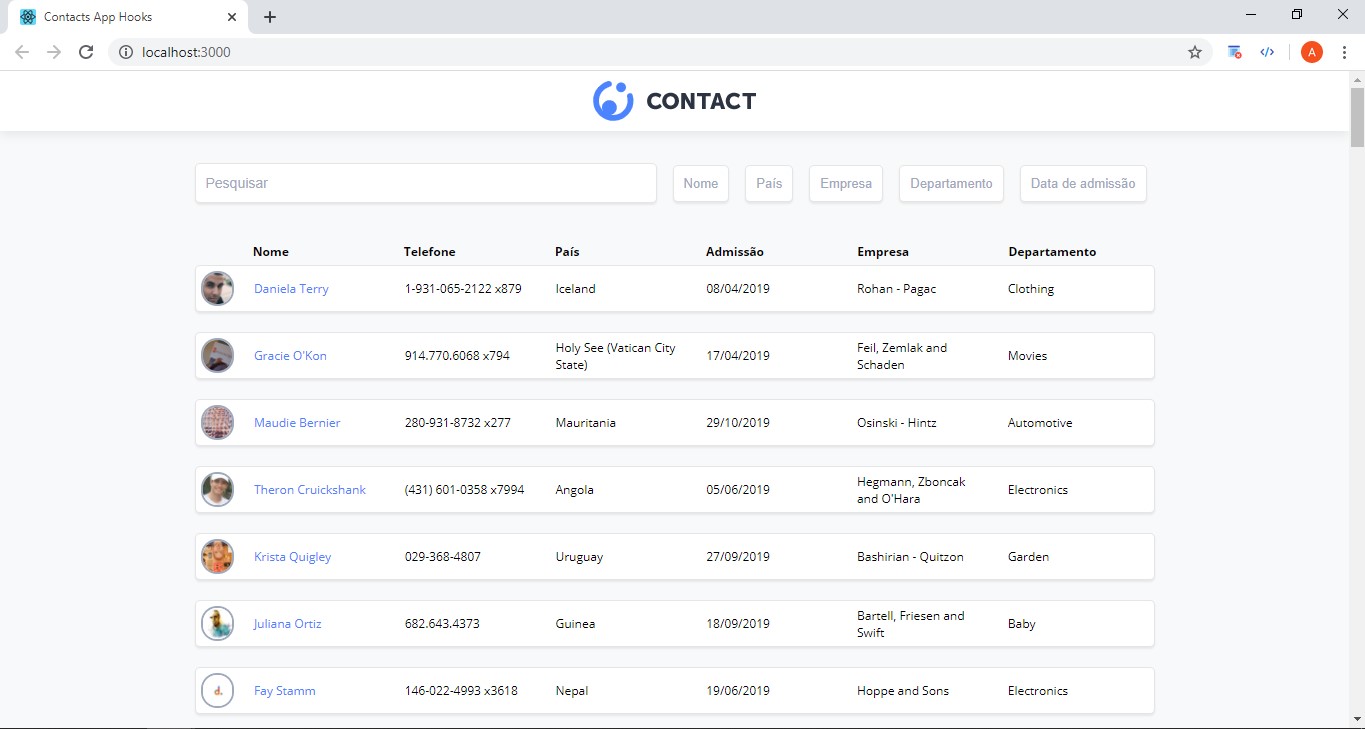 Contacts App Hooks
localhost:3000
A
CONTACT
Pesquisar Nome País Empresa Departamento Data de admissão
Nome Telefone País Admissão Empresa Departamento
Daniela Terry 1-931-065-2122 x879 Iceland 08/04/2019 Rohan - Pagac Clothing
Gracie O'Kon 914.770.6068 x794 Holy See (Vatican City State) 17/04/2019 Feil, Zemlak and Schaden Movies
Maudie Bernier 280-931-8732 x277 Mauritania 29/10/2019 Osinski - Hintz Automotive
Theron Cruickshank (431) 601-0358 x7994 Angola 05/06/2019 Hegmann, Zboncak and O'Hara Electronics
Krista Quigley 029-368-4807 Uruguay 27/09/2019 Bashirian - Quitzon Garden
Juliana Ortiz 682.643.4373 Guinea 18/09/2019 Bartell, Friesen and Swift Baby
d. Fay Stamm 146-022-4993 x3618 Nepal 19/06/2019 Hoppe and Sons Electronics